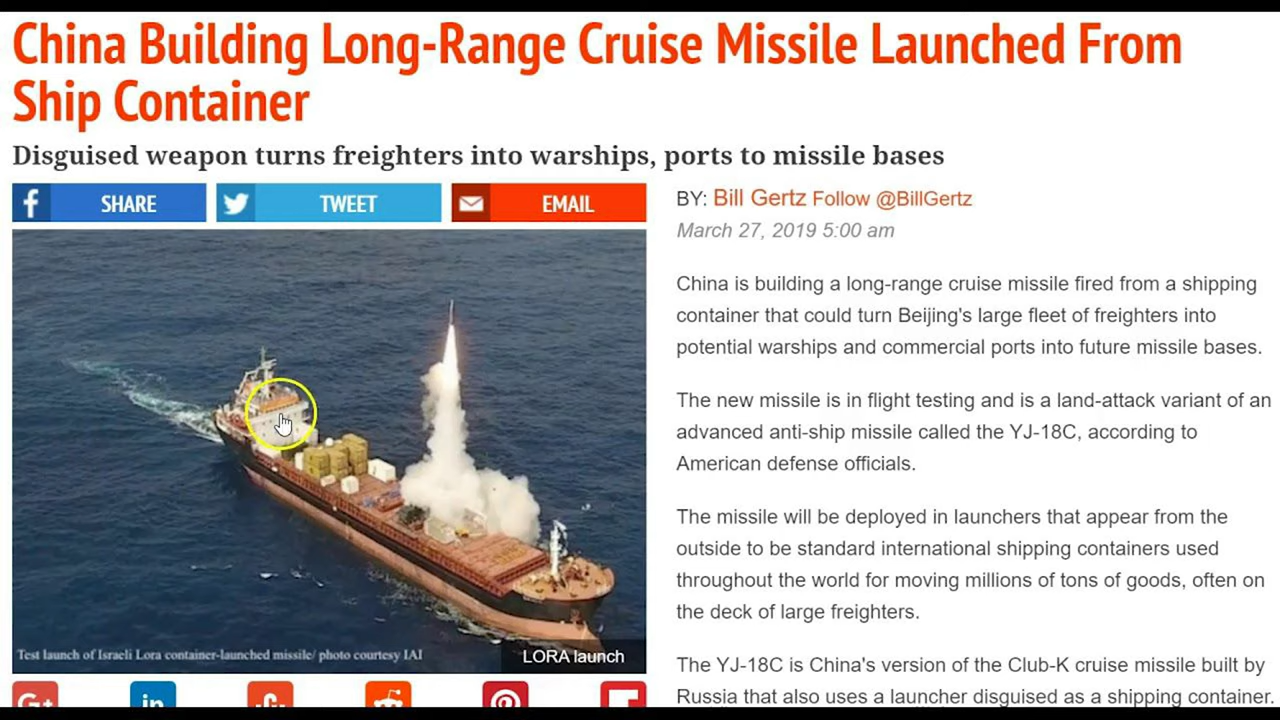 China Building Long-Range Cruise Missile Launched From
Ship Container
Disguised weapon turns freighters into warships, ports to missile bases
SHARE
TWEET
EMAIL
BY: Bill Gertz Follow @BillGertz
March 27, 2019 5:00 am
China is building a long-range cruise missile fired from a shipping
container that could turn Beijing's large fleet of freighters into
potential warships and commercial ports into future missile bases.
The new missile is in flight testing and is a land-attack variant of an
advanced anti-ship missile called the YJ-18C, according to
American defense officials.
The missile will be deployed in launchers that appear from the
outside to be standard international shipping containers used
throughout the world for moving millions of tons of goods, often on
the deck of large freighters.
The YJ-18C is China's version of the Club-K cruise missile built by
Russia that also uses a launcher disguised as a shipping container.
Test launch of Israeli Lora container-launched missile/ photo courtesy IAI
LORA launch